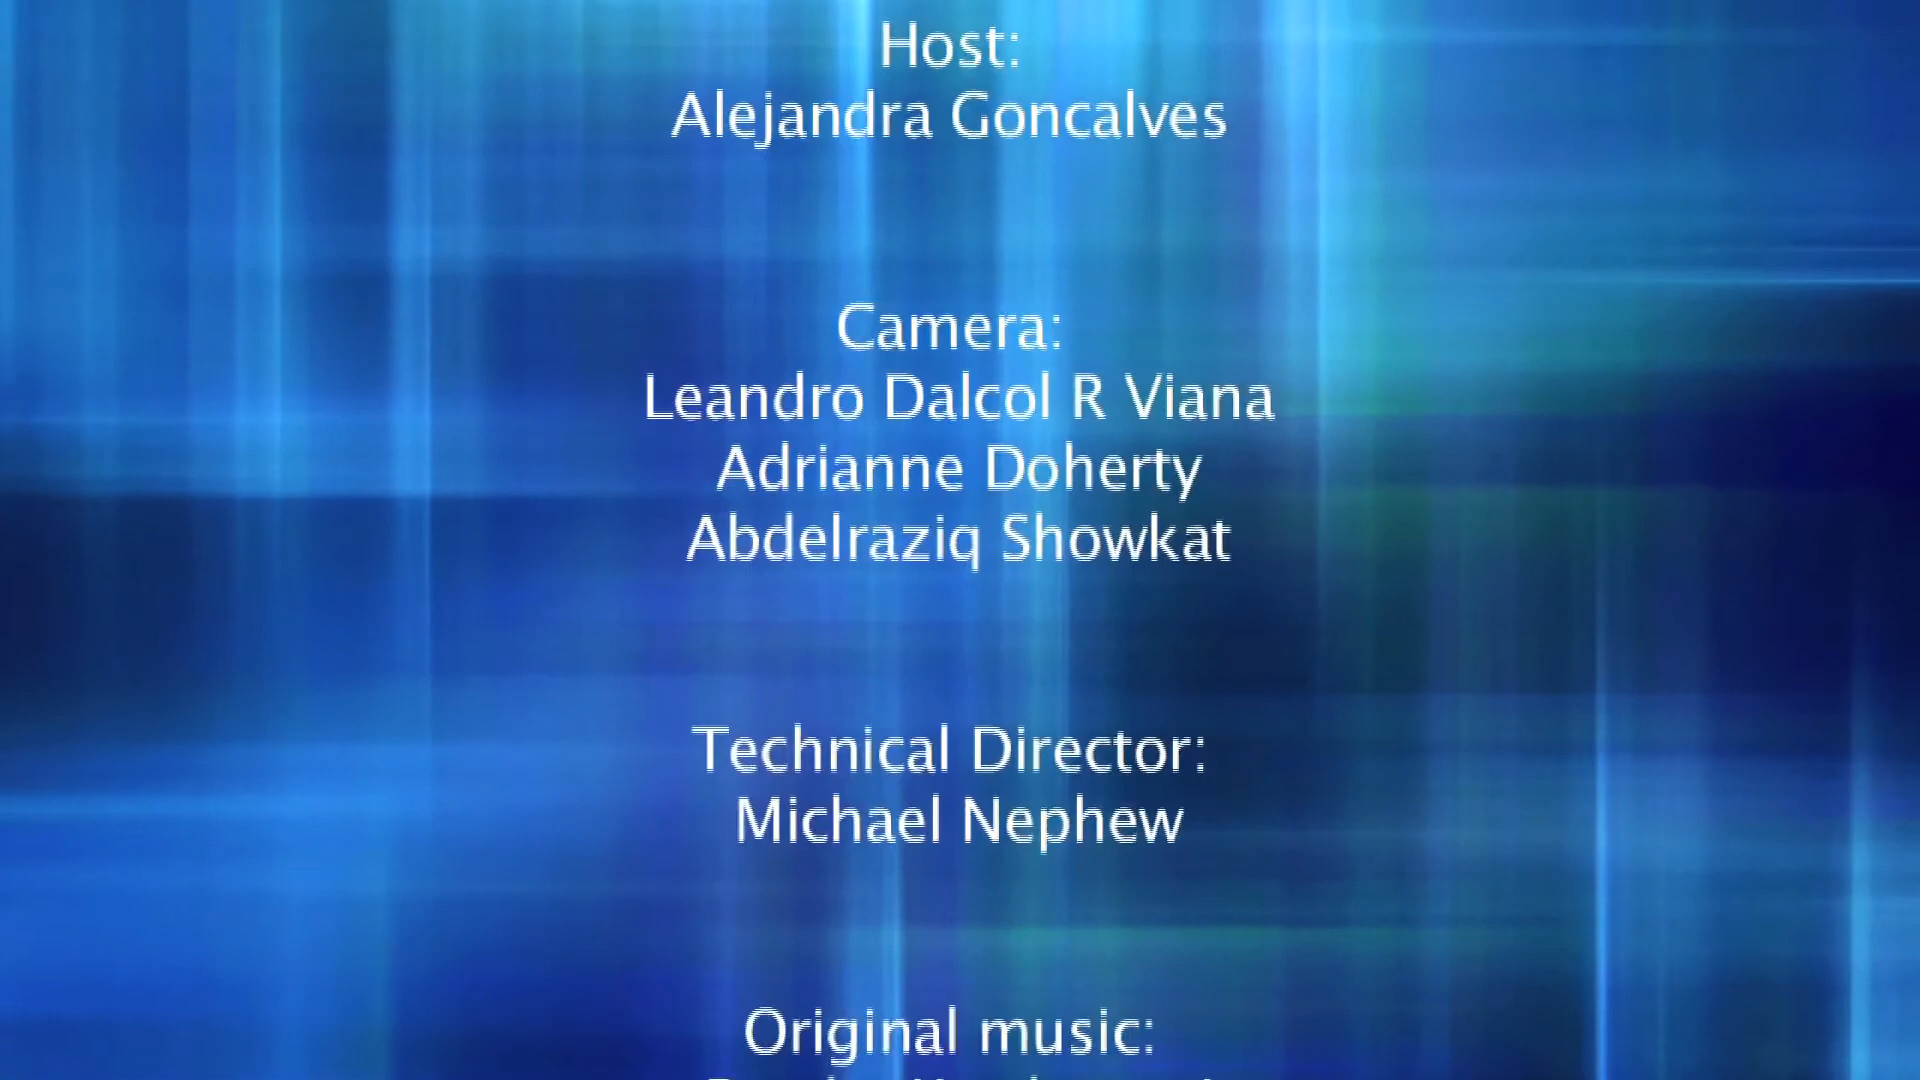 Host:
Alejandra Goncalves
Camera:
Leandro Dalcol R Viana
Adrianne Doherty
Abdelraziq Showkat
Technical Director:
Michael Nephew
Original music: